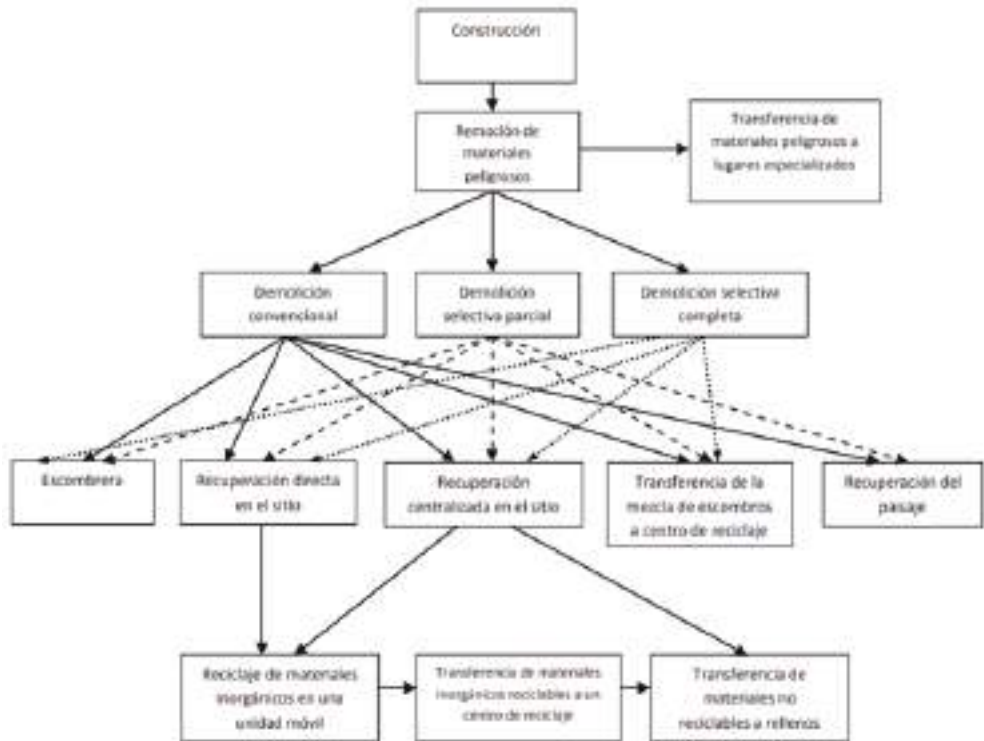 Construcción
Remoción de
materiales
peligrosos
Transferencia de
materiales peligrosos a
lugares especializados
Demolición
convencional
Demolición
selectiva parcial
Demolición selectiva
completa
Escombrera
Recuperación directa
en el sitio
Recuperación
centralizada en el sitio
Transferencia de la
mezcla de escombros
a centro de reciclaje
Recuperación del
paisaje
Reciclaje de materiales
inorgánicos en una
unidad móvil
Transferencia de materiales
inorgánicos reciclables a un
centro de reciclaje
Transferencia de
materiales no
reciclables a rellenos